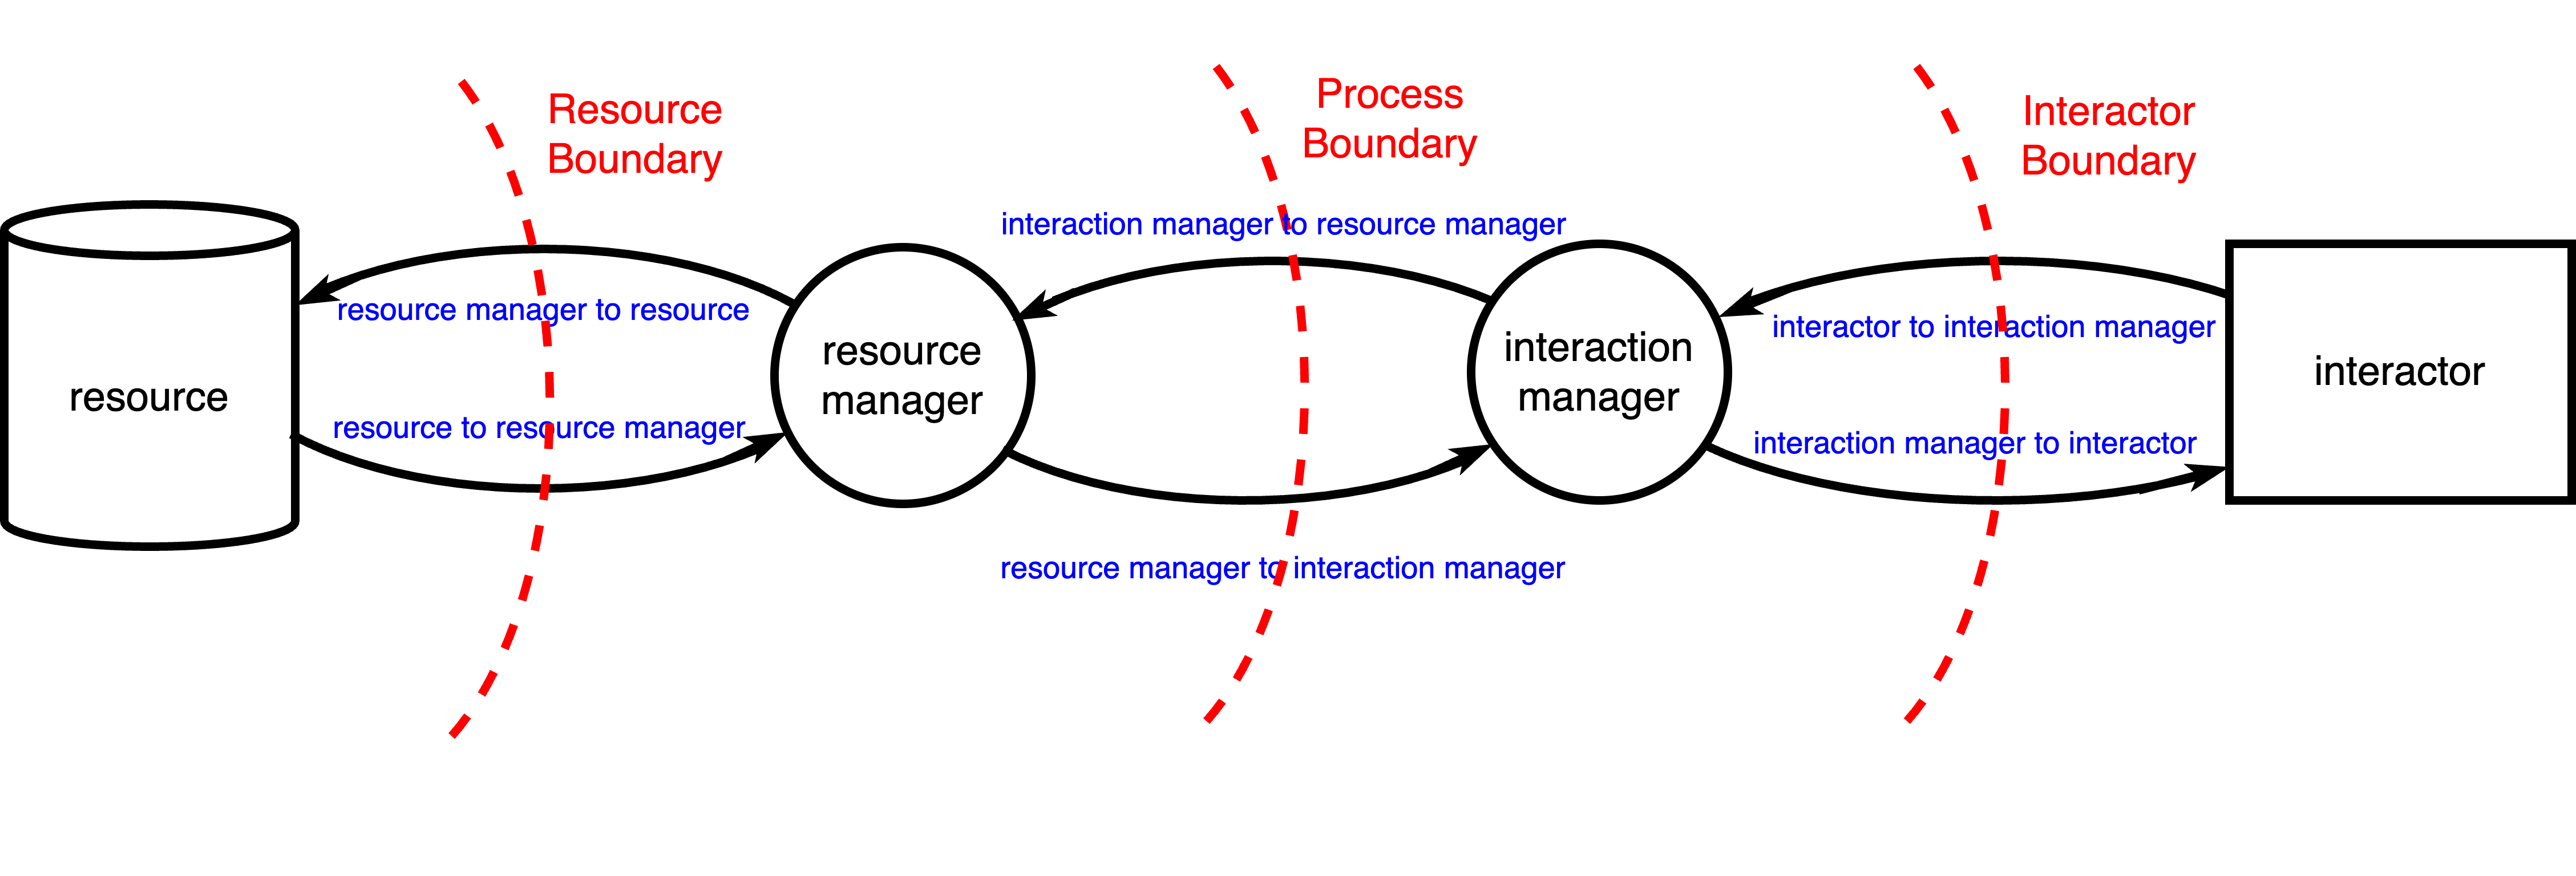 Resource
Boundary
Process
Boundary
Interactor
Boundary
interaction manager to resource manager
resource manager to resource
interactor to interaction manager
resource
resource
manager
interaction
manager
interactor
resource to resource manager
interaction manager to interactor
resource manager to interaction manager